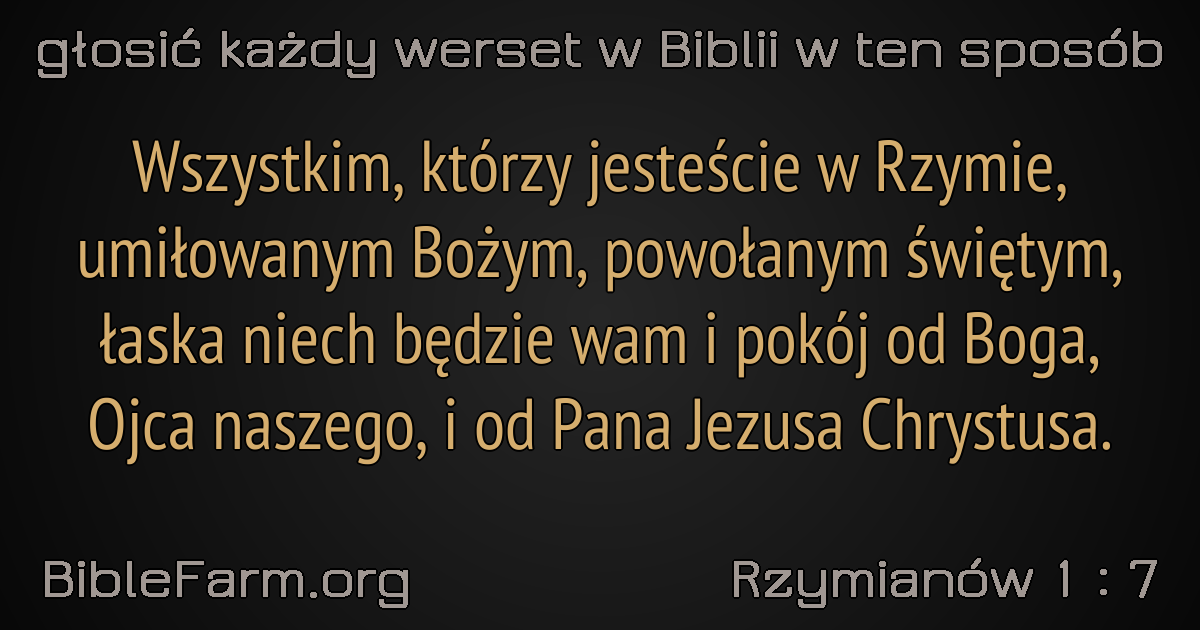 głosić każdy werset w Biblii w ten sposób
Wszystkim, którzy jesteście w Rzymie,
umiłowanym Bożym, powołanym świętym,
łaska niech będzie wam i pokój od Boga,
Ojca naszego, i od Pana Jezusa Chrystusa.
BibleFarm.org
Rzymianów 1 : 7